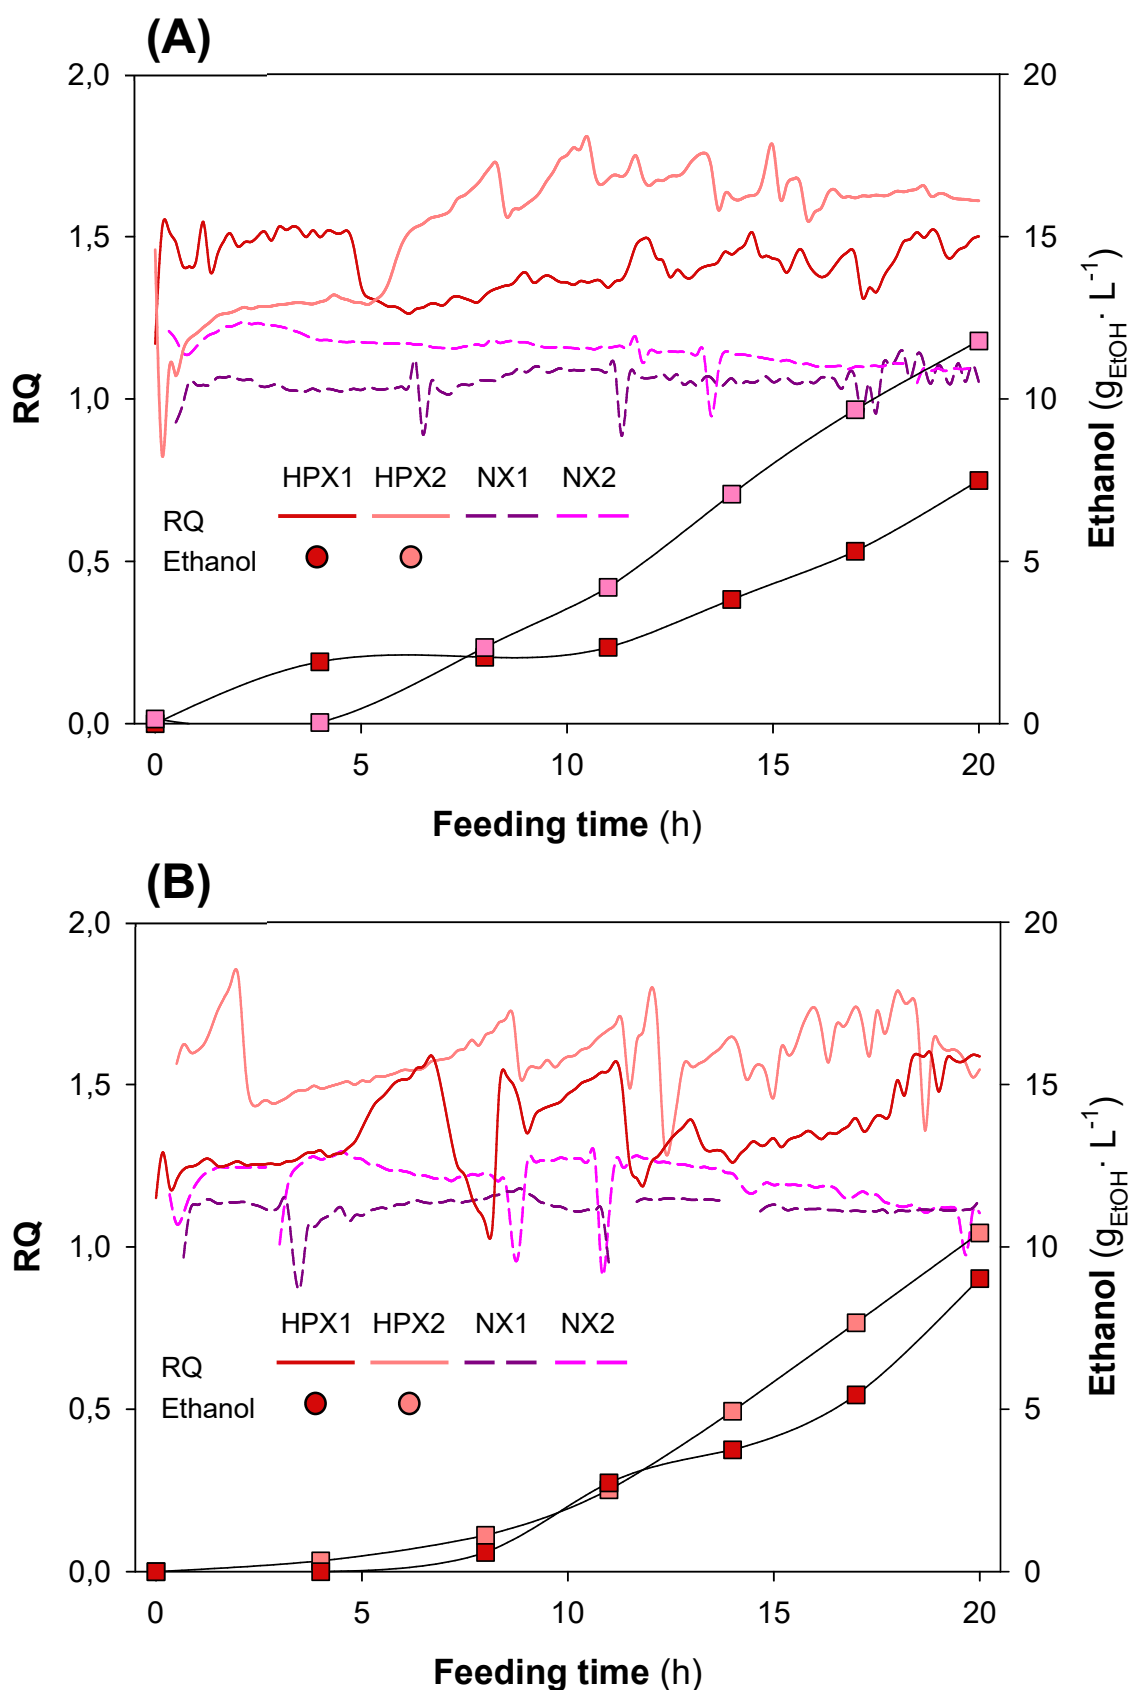 (A)
2,0
1,5
1,0
0,5
0,0
RQ
20
15
10
5
0
Ethanol (gEtOH· L-1)
HPX1 HPX2 NX1 NX2
RQ
Ethanol
0 5 10 15 20
Feeding time (h)
(B)
2,0
1,5
1,0
0,5
0,0
RQ
20
15
10
5
0
Ethanol (gEtOH· L-1)
HPX1 HPX2 NX1 NX2
RQ
Ethanol
0 5 10 15 20
Feeding time (h)